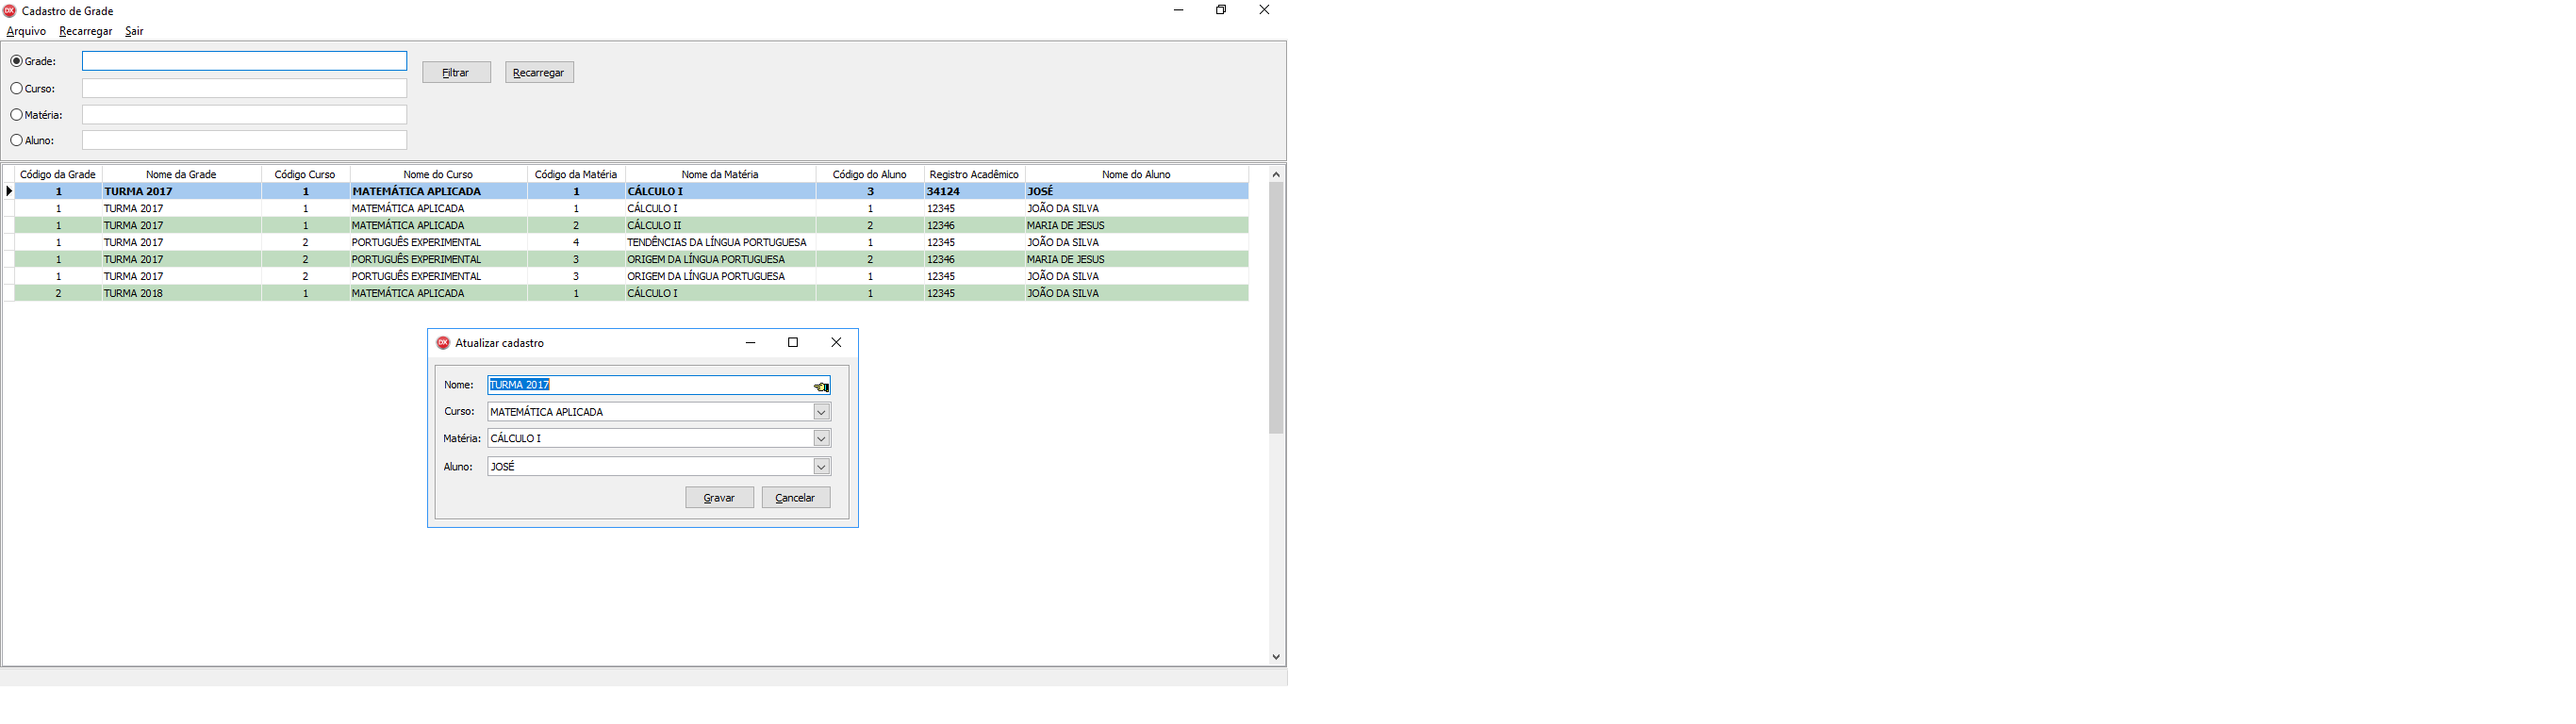 DX Cadastro de Grade
Arquivo Recarregar Sair
Grade:
Filtrar Recarregar
Curso:
Matéria:
Aluno:
Código da Grade Nome da Grade Código Curso Nome do Curso Código da Matéria Nome da Matéria Código do Aluno Registro Acadêmico Nome do Aluno
1 TURMA 2017 1 MATEMÁTICA APLICADA 1 CÁLCULO I 3 34124 JOSÉ
1 TURMA 2017 1 MATEMÁTICA APLICADA 1 CÁLCULO I 1 12345 JOÃO DA SILVA
1 TURMA 2017 1 MATEMÁTICA APLICADA 2 CÁLCULO II 2 12346 MARIA DE JESUS
1 TURMA 2017 2 PORTUGUÊS EXPERIMENTAL 4 TENDÊNCIAS DA LÍNGUA PORTUGUESA 1 12345 JOÃO DA SILVA
1 TURMA 2017 2 PORTUGUÊS EXPERIMENTAL 3 ORIGEM DA LÍNGUA PORTUGUESA 2 12346 MARIA DE JESUS
1 TURMA 2017 2 PORTUGUÊS EXPERIMENTAL 3 ORIGEM DA LÍNGUA PORTUGUESA 1 12345 JOÃO DA SILVA
2 TURMA 2018 1 MATEMÁTICA APLICADA 1 CÁLCULO I 1 12345 JOÃO DA SILVA
DX Atualizar cadastro
Nome: TURMA 2017
Curso: MATEMÁTICA APLICADA
Matéria: CÁLCULO I
Aluno: JOSÉ
Gravar Cancelar